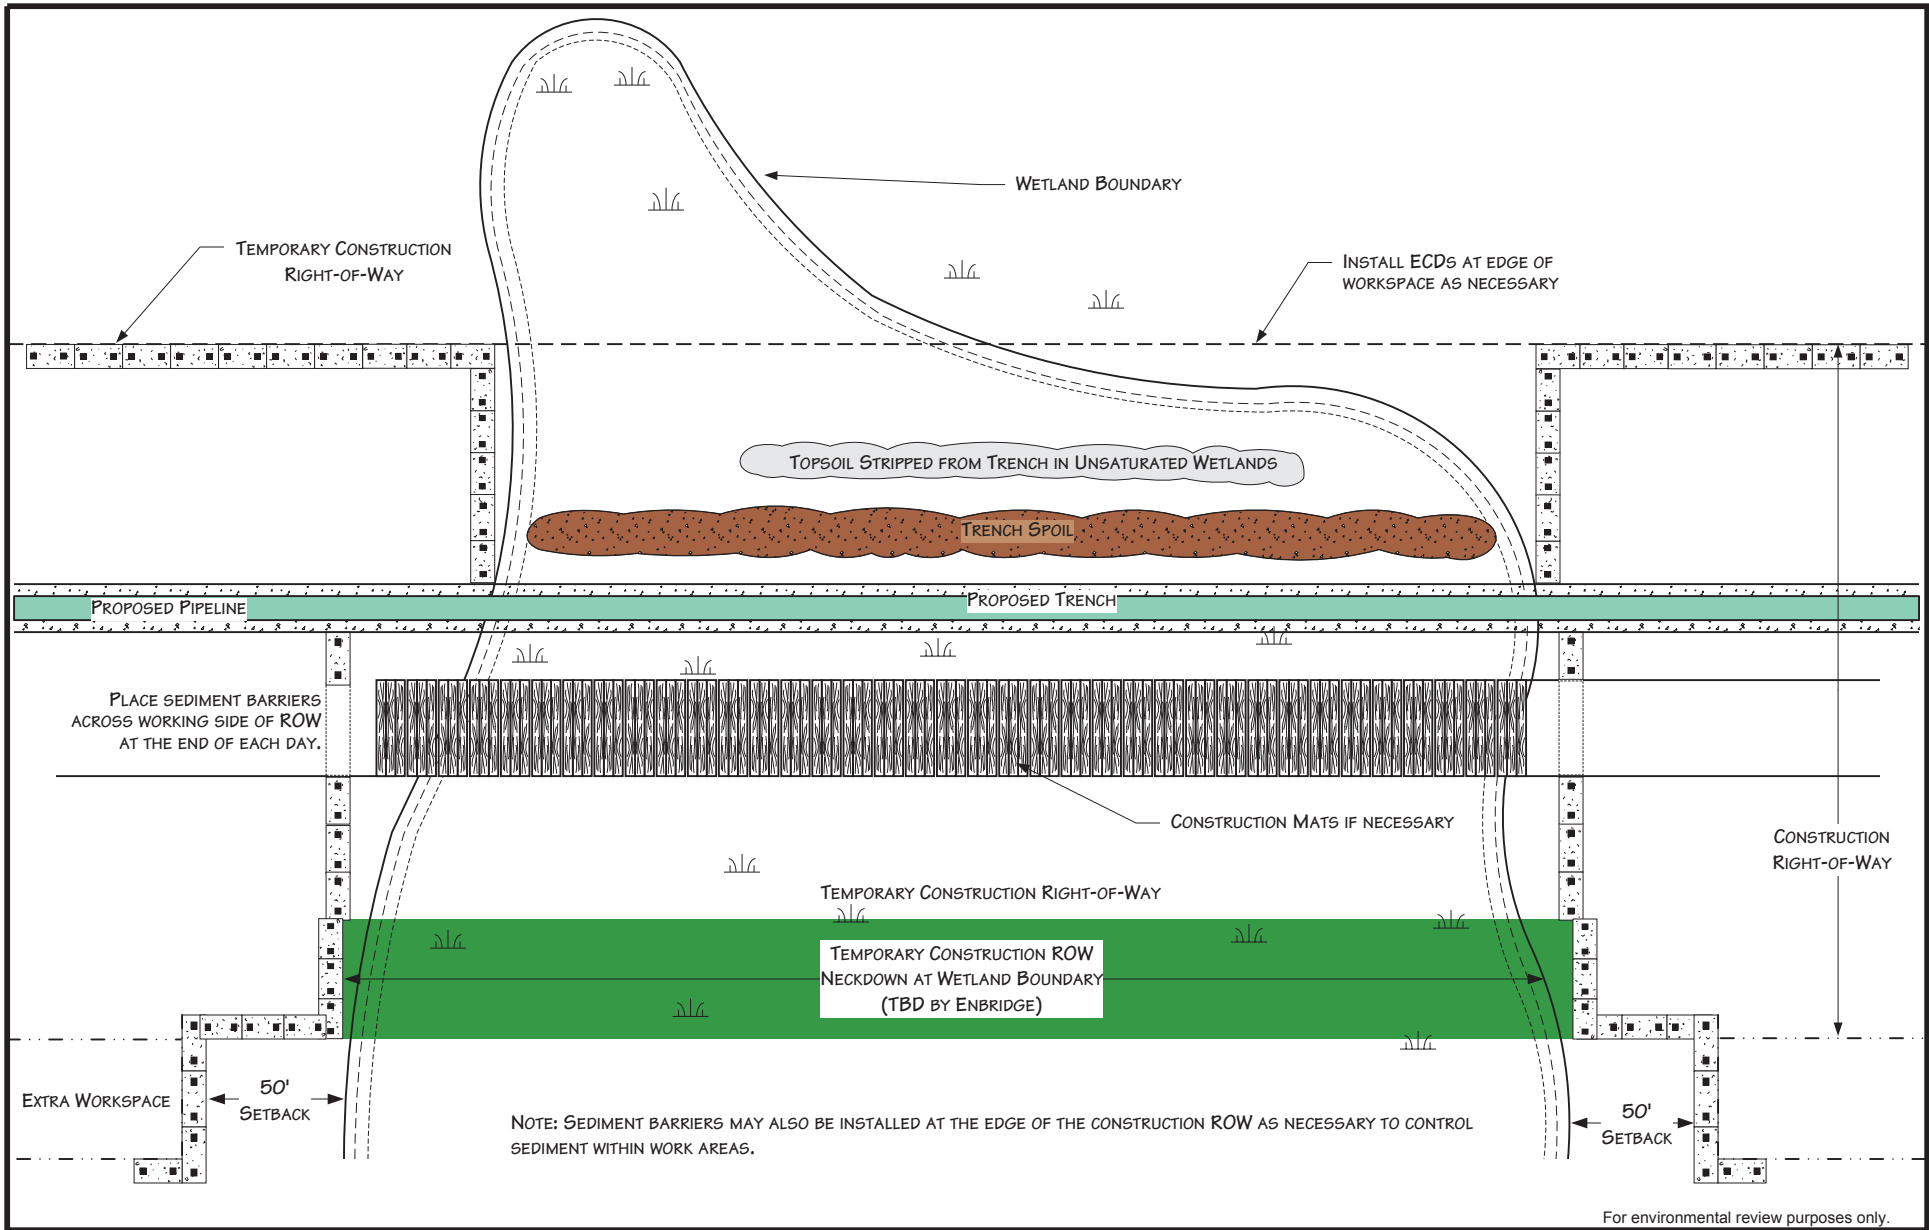 Wetland Boundary
Temporary Construction
Right-of-Way
Install ECDs at edge of
workspace as necessary
Topsoil Stripped from Trench in Unsaturated Wetlands
Trench Spoil
Proposed Pipeline
Proposed Trench
Place sediment barriers
across working side of ROW
at the end of each day.
Construction Mats if necessary
Construction
Right-of-Way
Temporary Construction Right-of-Way
Temporary Construction ROW
Neckdown at Wetland Boundary
(TBD by Enbridge)
Extra Workspace
50'
Setback
50'
Setback
Note: Sediment barriers may also be installed at the edge of the construction ROW as necessary to control
sediment within work areas.
For environmental review purposes only.